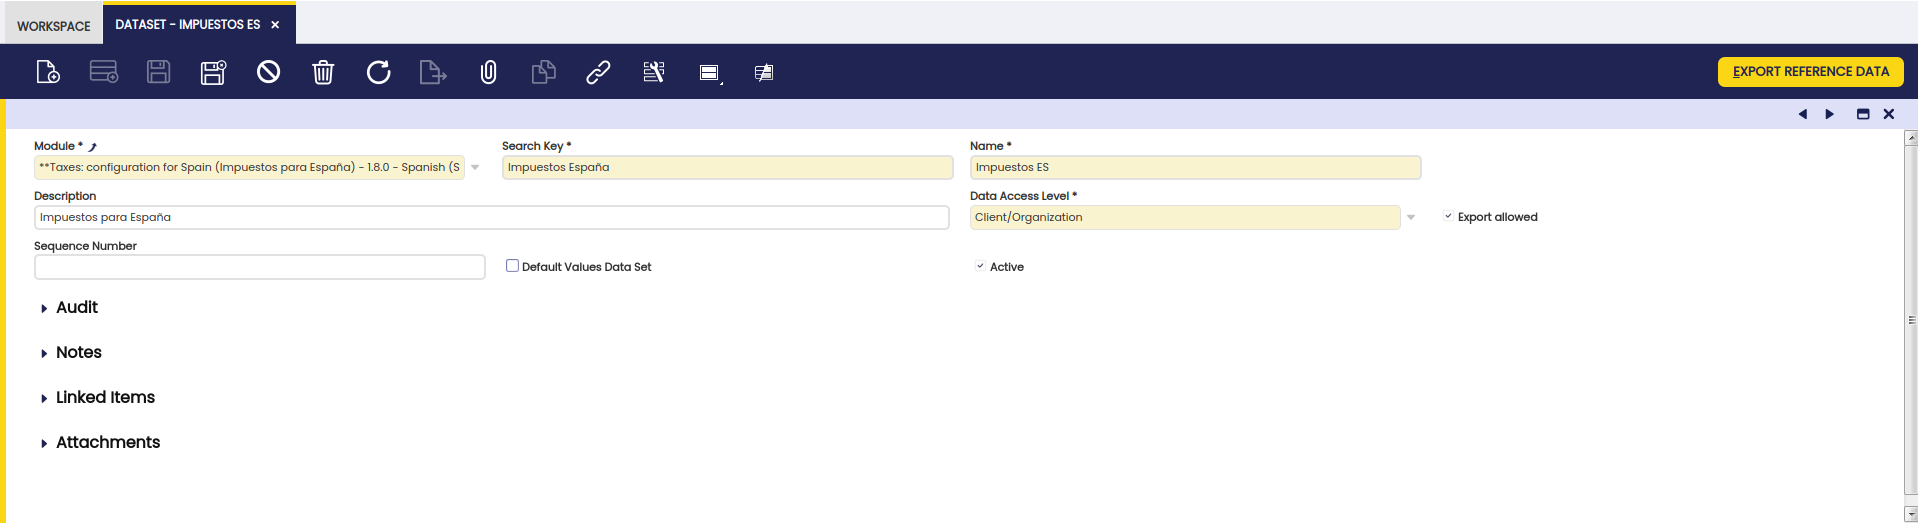 WORKSPACE
DATASET - IMPUESTOS ES ×
EXPORT REFERENCE DATA
Module *
Search Key *
Name *
**Taxes: configuration for Spain (Impuestos para España) - 1.8.0 - Spanish (S
Impuestos España
Impuestos ES
Description
Data Access Level *
Impuestos para España
Client/Organization
Export allowed
Sequence Number
Default Values Data Set
Active
Audit
Notes
Linked Items
Attachments